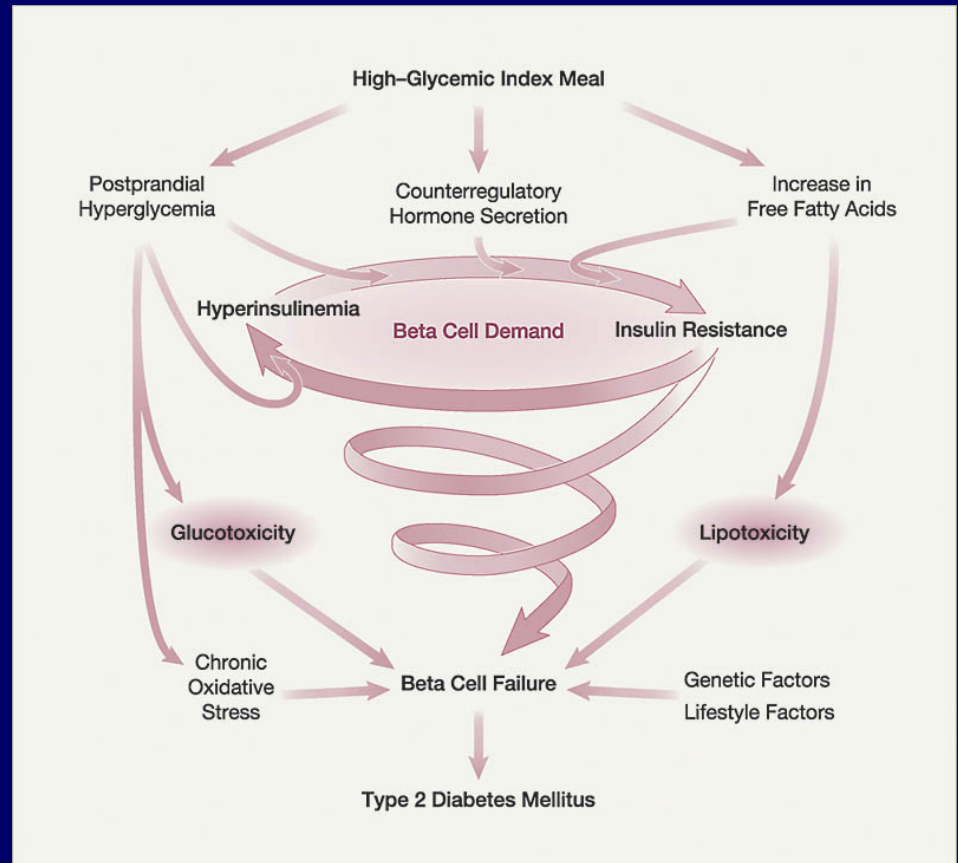 High–Glycemic Index Meal
Postprandial
Hyperglycemia
Counterregulatory
Hormone Secretion
Increase in
Free Fatty Acids
Hyperinsulinemia
Beta Cell Demand
Insulin Resistance
Glucotoxicity
Lipotoxicity
Chronic
Oxidative
Stress
Beta Cell Failure
Genetic Factors
Lifestyle Factors
Type 2 Diabetes Mellitus